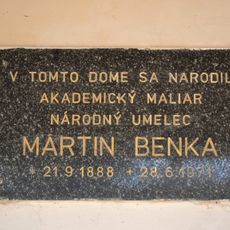 V TOMTO DOME SA NARODIL
AKADEMICKÝ MALIAR
NÁRODNÝ UMELEC
MARTIN BENKA
* 21.9.1888 + 28.6.1971